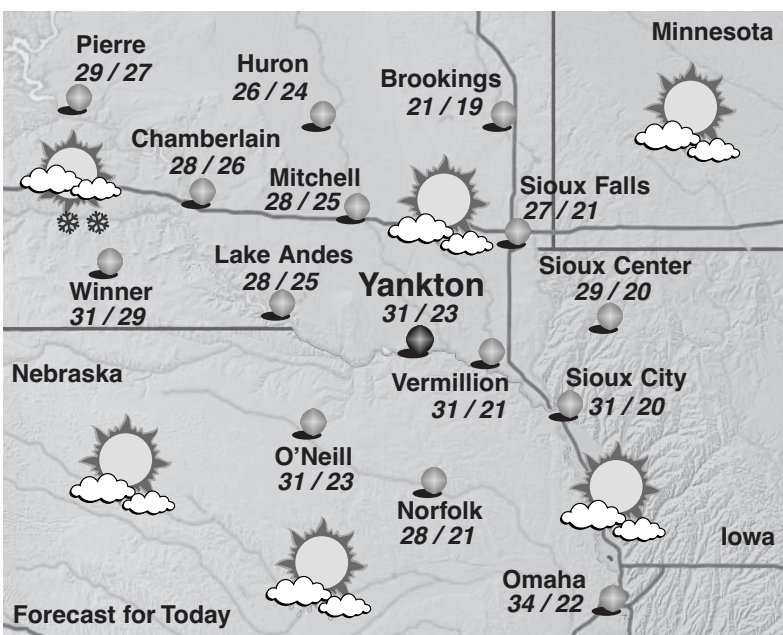 Minnesota
Pierre
29 / 27
Huron
26 / 24
Brookings
21 / 19
Chamberlain
28 / 26
Mitchell
28 / 25
Sioux Falls
27 / 21
Lake Andes
28 / 25
Yankton
31 / 23
Sioux Center
29 / 20
Winner
31 / 29
Nebraska
Vermillion
31 / 21
Sioux City
31 / 20
O'Neill
31 / 23
Norfolk
28 / 21
Iowa
Omaha
34 / 22
Forecast for Today